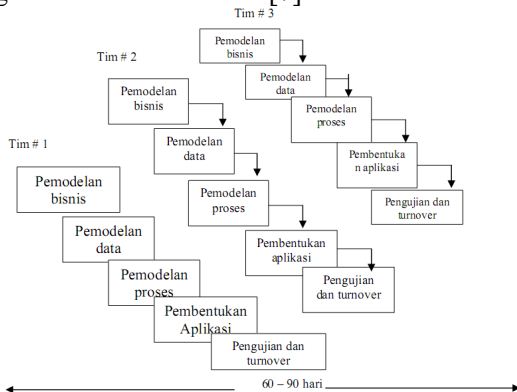 Tim # 3
Pemodelan
bisnis
Pemodelan
data
Pemodelan
proses
Pembentuka
n aplikasi
Pengujian dan
turnover
Tim # 2
Pemodelan
bisnis
Pemodelan
data
Pemodelan
proses
Pembentukan
aplikasi
Pengujian
dan turnover
Tim # 1
Pemodelan
bisnis
Pemodelan
data
Pemodelan
proses
Pembentukan
Aplikasi
Pengujian dan
turnover
60 – 90 hari